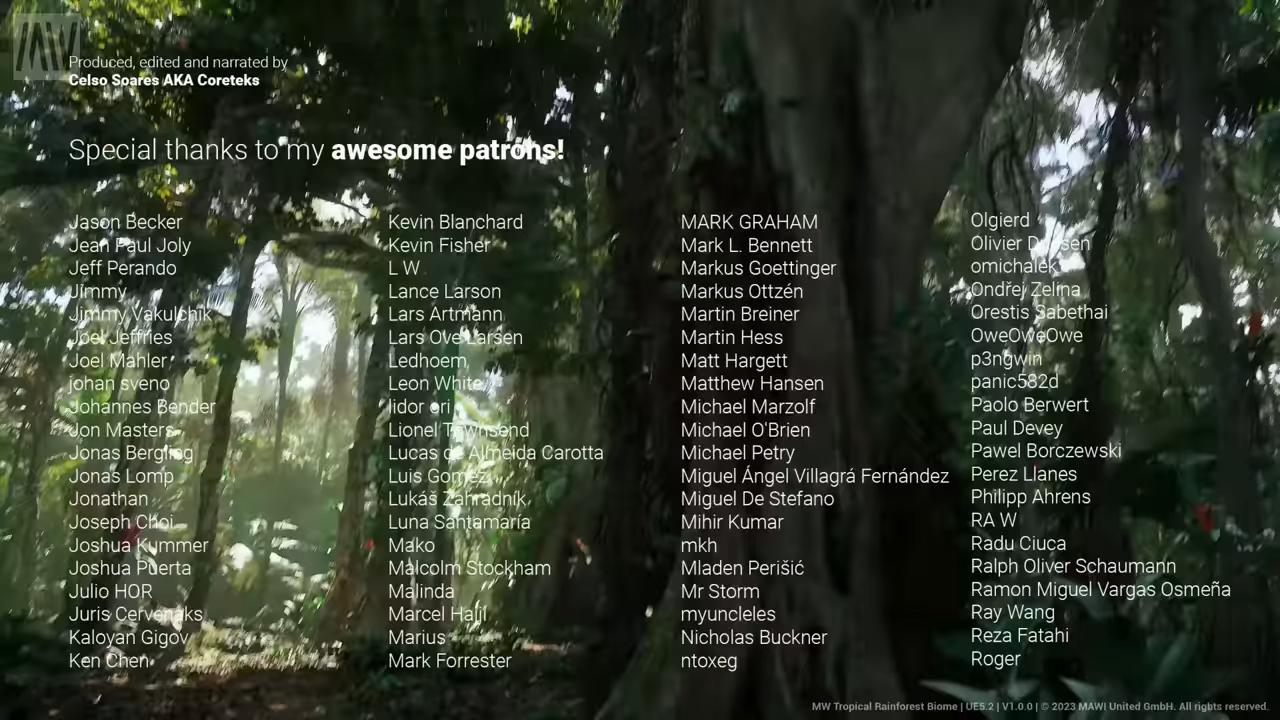 MW
Produced, edited and narrated by
Celso Soares AKA Coreteks
Special thanks to my awesome patrons!
Jason Becker
Jean Paul Joly
Jeff Perando
Jimmy
Jimmy Vakulchik
Joel Jeffries
Joel Mahler
johan sveno
Johannes Bender
Jon Masters
Jonas Bergling
Jonas Lomp
Jonathan
Joseph Choi
Joshua Kummer
Joshua Puerta
Julio HOR
Juris Cervenaks
Kaloyan Gigov
Ken Chen
Kevin Blanchard
Kevin Fisher
L W
Lance Larson
Lars Artmann
Lars Ove Larsen
Ledhoem
Leon White
lidor ori
Lionel Townsend
Lucas de Almeida Carotta
Luis Gomez
Lukáš Zahradník
Luna Santamaría
Mako
Malcolm Stockham
Malinda
Marcel
Marius
Mark Forrester
MARK GRAHAM
Mark L. Bennett
Markus Goettinger
Markus Ottzén
Martin Breiner
Martin Hess
Matt Hargett
Matthew Hansen
Michael Marzolf
Michael O'Brien
Michael Petry
Miguel Ángel Villagrá Fernández
Miguel De Stefano
Mihir Kumar
mkh
Mladen Perišić
Mr Storm
myuncleles
Nicholas Buckner
ntoxeg
Olgierd
Olivier
omichalek
Ondřej Zelina
Orestis Sabethai
OweOweOwe
p3ngwin
panic582d
Paolo Berwert
Paul Devey
Pawel Borczewski
Perez Llanes
Philipp Ahrens
RA W
Radu Ciuca
Ralph Oliver Schaumann
Ramon Miguel Vargas Osmeña
Ray Wang
Reza Fatahi
Roger
MW Tropical Rainforest Biome | UE5.2 | V1.0.0 | © 2023 MAWI United GmbH. All rights reserved.